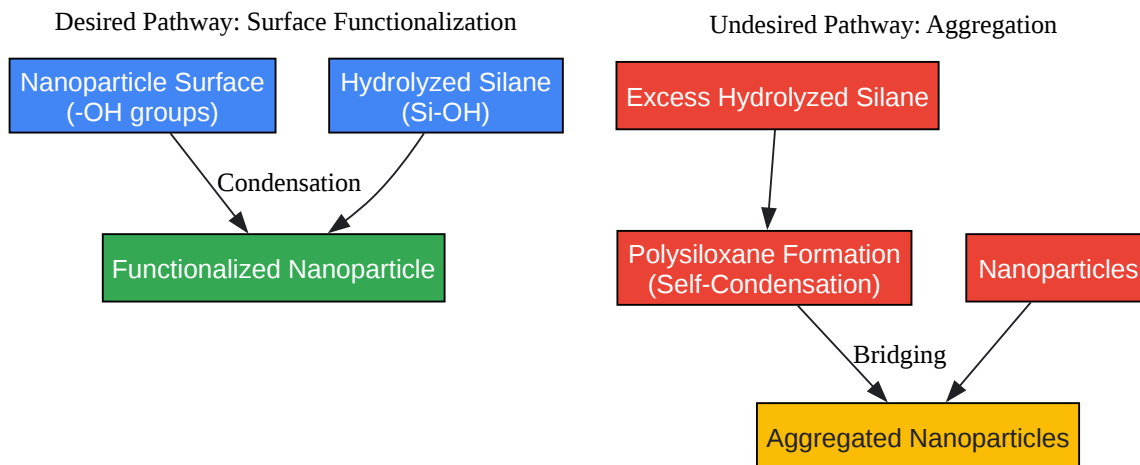 Desired Pathway: Surface Functionalization
Nanoparticle Surface
(-OH groups)
Hydrolyzed Silane
(Si-OH)
Condensation
Functionalized Nanoparticle
Undesired Pathway: Aggregation
Excess Hydrolyzed Silane
Polysiloxane Formation
(Self-Condensation)
Nanoparticles
Bridging
Aggregated Nanoparticles